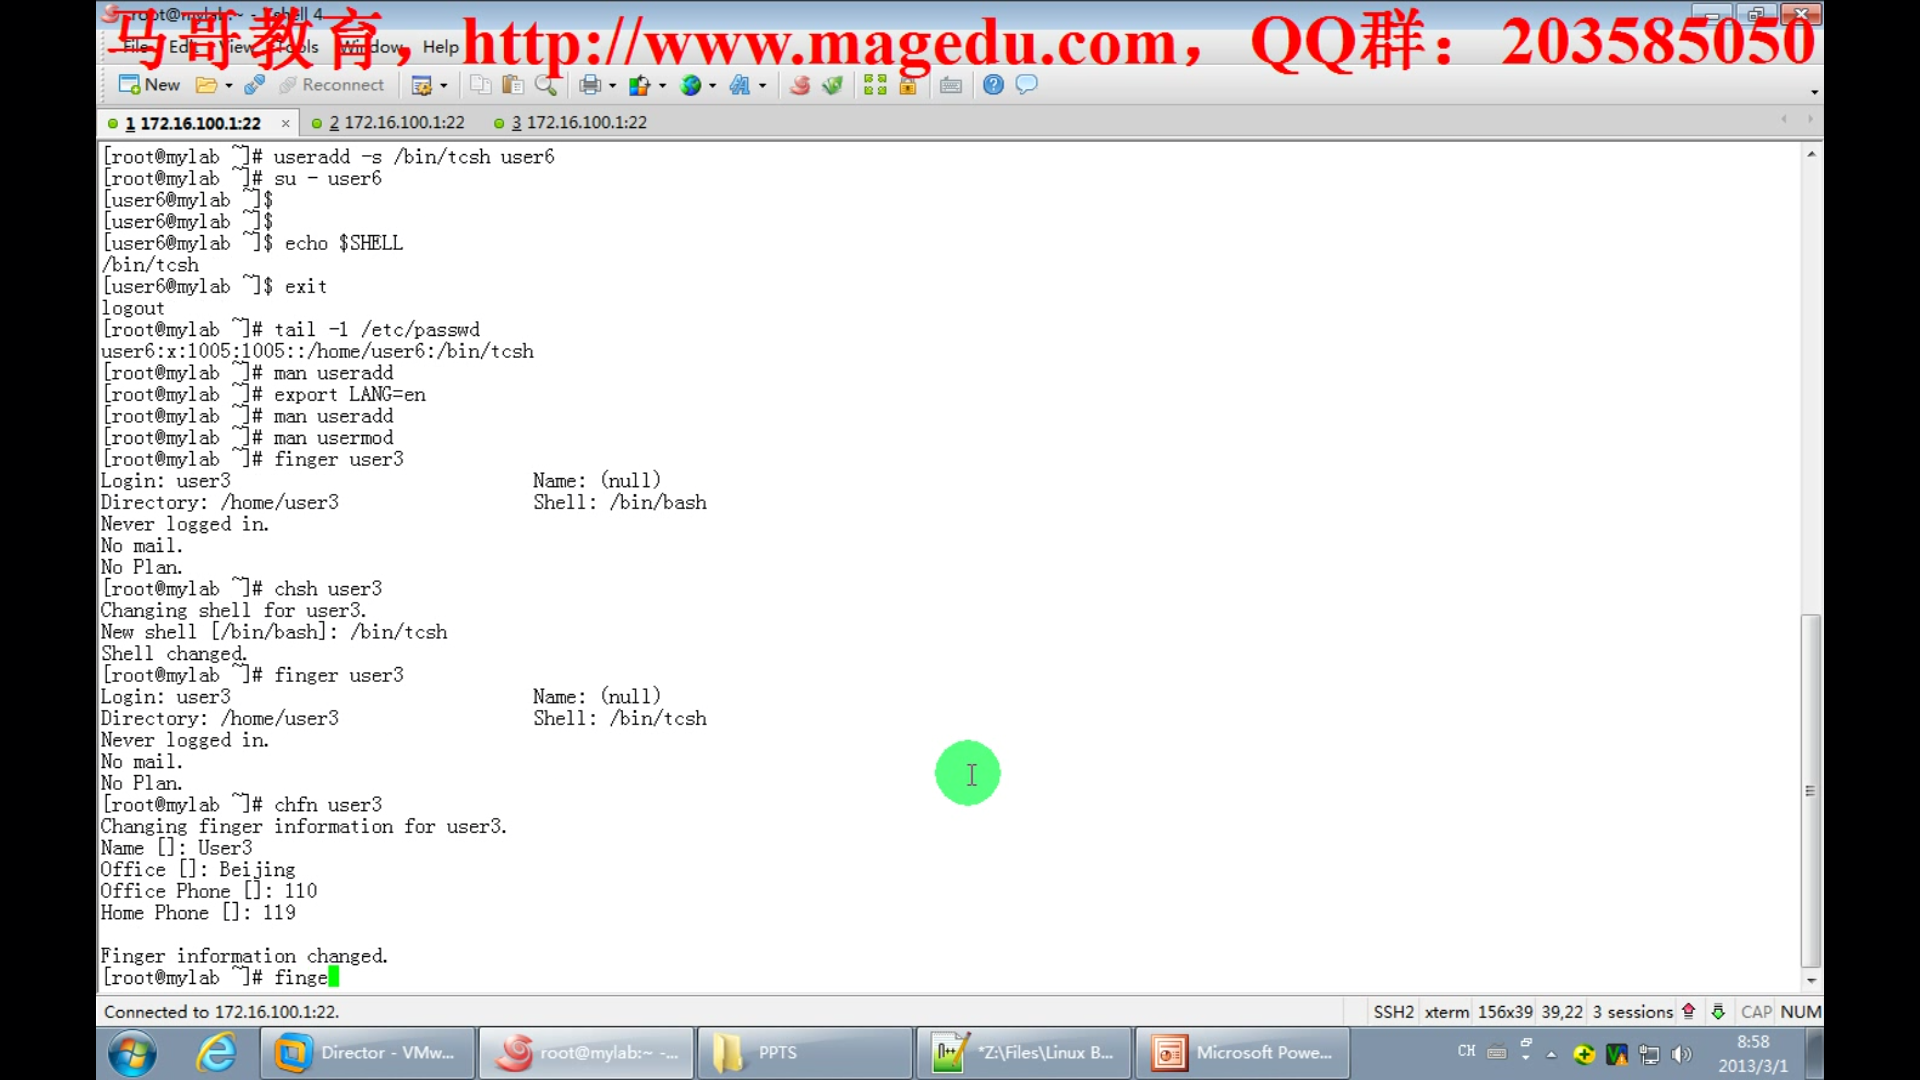 root@mylab:~ - Xshell 4
马哥教育，http://www.magedu.com，QQ群：203585050
File Edit View Tools Window Help
New Reconnect
1 172.16.100.1:22 2 172.16.100.1:22 3 172.16.100.1:22
[root@mylab ~]# useradd -s /bin/tcsh user6
[root@mylab ~]# su - user6
[user6@mylab ~]$
[user6@mylab ~]$
[user6@mylab ~]$ echo $SHELL
/bin/tcsh
[user6@mylab ~]$ exit
logout
[root@mylab ~]# tail -1 /etc/passwd
user6:x:1005:1005::/home/user6:/bin/tcsh
[root@mylab ~]# man useradd
[root@mylab ~]# export LANG=en
[root@mylab ~]# man useradd
[root@mylab ~]# man usermod
[root@mylab ~]# finger user3
Login: user3 Name: (null)
Directory: /home/user3 Shell: /bin/bash
Never logged in.
No mail.
No Plan.
[root@mylab ~]# chsh user3
Changing shell for user3.
New shell [/bin/bash]: /bin/tcsh
Shell changed.
[root@mylab ~]# finger user3
Login: user3 Name: (null)
Directory: /home/user3 Shell: /bin/tcsh
Never logged in.
No mail.
No Plan.
[root@mylab ~]# chfn user3
Changing finger information for user3.
Name []: User3
Office []: Beijing
Office Phone []: 110
Home Phone []: 119
Finger information changed.
[root@mylab ~]# finge
Connected to 172.16.100.1:22. SSH2 xterm 156x39 39,22 3 sessions CAP NUM
Director - VMw... root@mylab:~ -... PPTS *Z:\Files\Linux B... Microsoft Powe... CH 8:58
2013/3/1